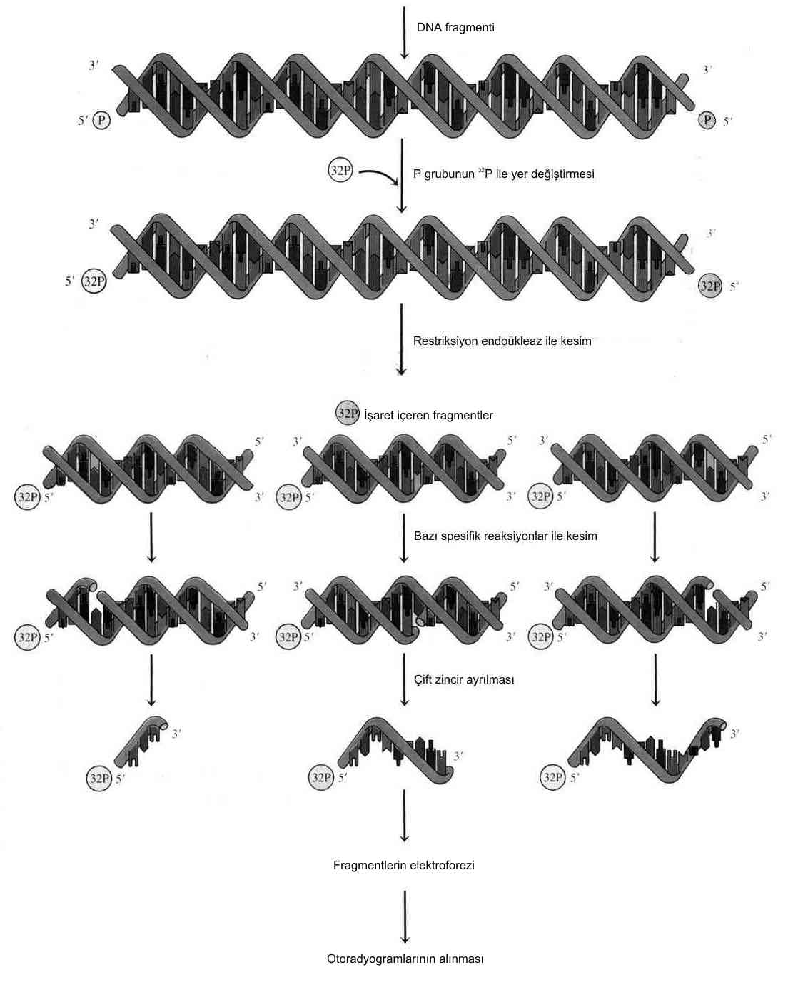 DNA fragmenti
3′ 3′
5′ P P 5′
32P P grubunun ³²P ile yer değiştirmesi
3′ 3′
5′ 32P 32P 5′
Restriksiyon endoükleaz ile kesim
32P İşaret içeren fragmentler
5′ 3′ 5′ 3′ 5′
32P 5′ 3′ 32P 5′ 3′ 32P 5′ 3′
Bazı spesifik reaksiyonlar ile kesim
5′ 3′ 5′ 3′ 5′
32P 5′ 3′ 32P 5′ 3′ 32P 5′ 3′
Çift zincir ayrılması
3′ 3′ 3′
32P 5′ 32P 5′ 32P 5′
Fragmentlerin elektroforezi
Otoradyogramlarının alınması